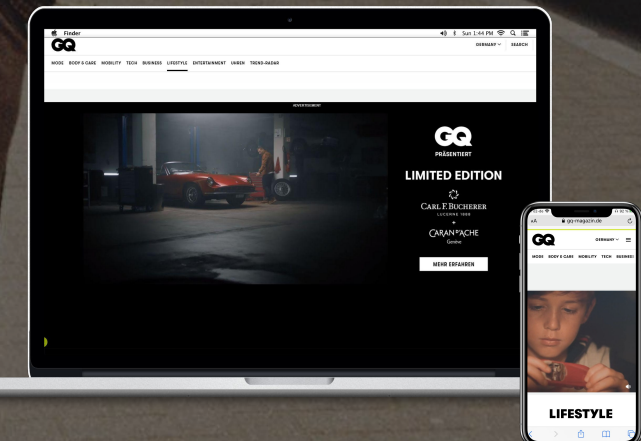 Finder
Sun 1:44 PM
GQ
GERMANY
SEARCH
MODE BODY & CARE MOBILITY TECH BUSINESS LIFESTYLE ENTERTAINMENT UHREN TREND-RADAR
ADVERTISEMENT
GQ
PRÄSENTIERT
LIMITED EDITION
CARL F. BUCHERER
LUCERNE 1888
+
CARAN D'ACHE
Genève
MEHR ERFAHREN
AA gq-magazin.de
GQ
GERMANY
MODE BODY & CARE MOBILITY TECH BUSINESS
LIFESTYLE